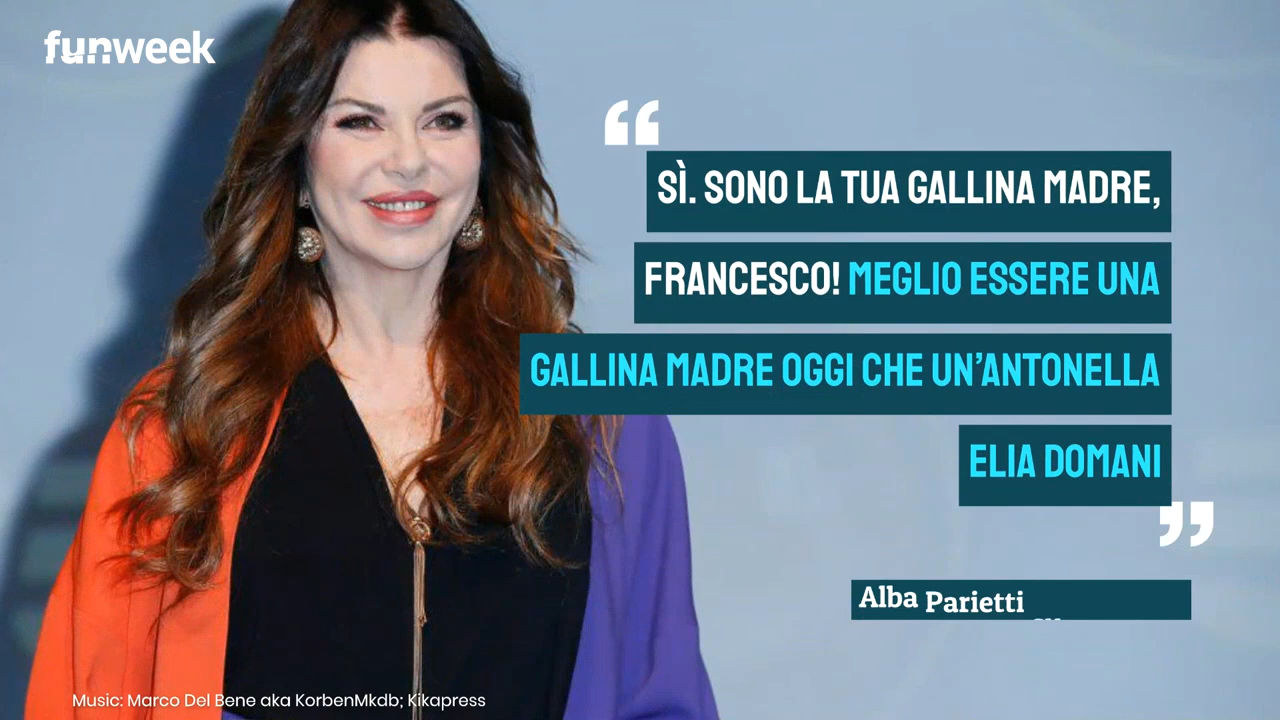 funweek
“
SÌ. SONO LA TUA GALLINA MADRE,
FRANCESCO! MEGLIO ESSERE UNA
GALLINA MADRE OGGI CHE UN’ANTONELLA
ELIA DOMANI
”
Alba Parietti
Music: Marco Del Bene aka KorbenMkdb; Kikapress